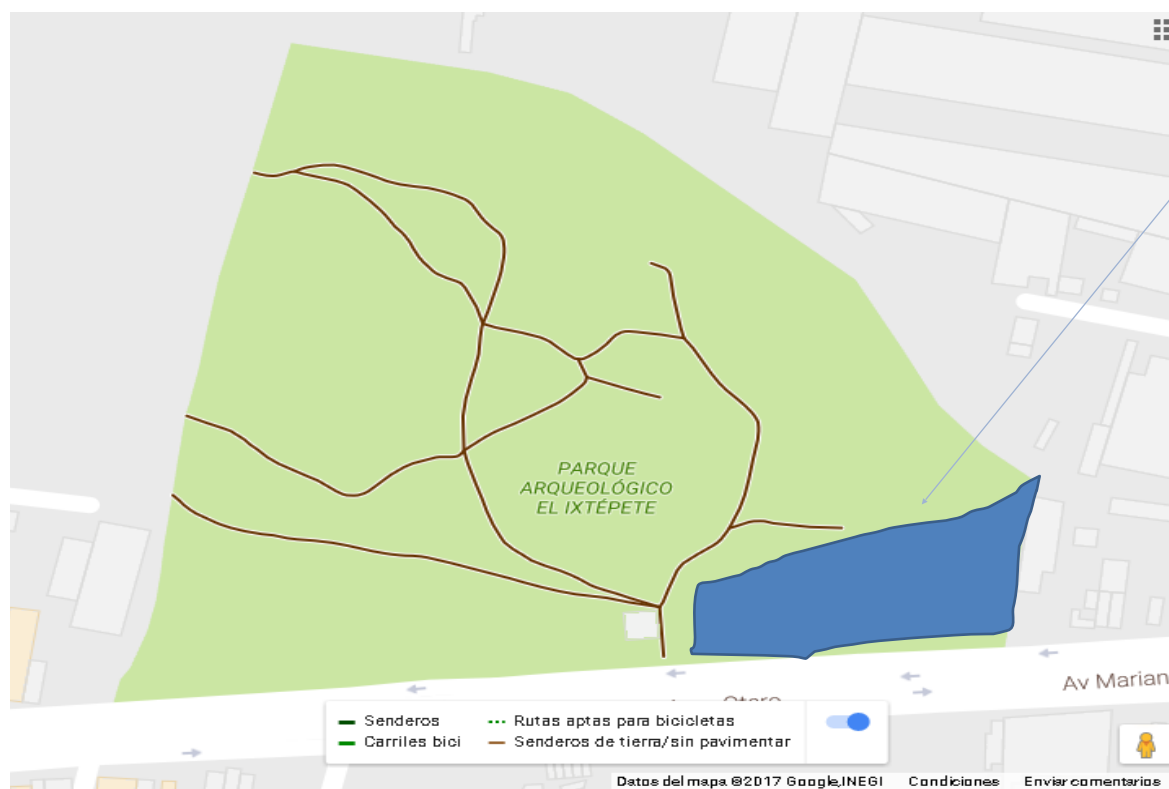 PARQUE
ARQUEOLÓGICO
EL IXTÉPETE
Av Marian
Senderos
Rutas aptas para bicicletas
Carriles bici
Senderos de tierra/sin pavimentar
Datos del mapa ©2017 Google,INEGI
Condiciones
Enviar comentarios